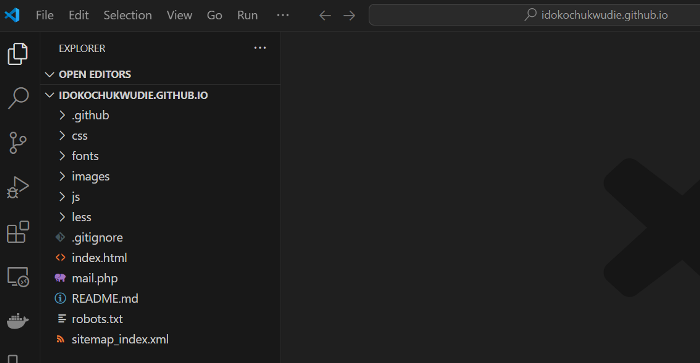 File Edit Selection View Go Run ··· idokochukwudie.github.io
EXPLORER ···
OPEN EDITORS
IDOKOCHUKWUDIE.GITHUB.IO
.github
css
fonts
images
js
less
.gitignore
index.html
mail.php
README.md
robots.txt
sitemap_index.xml